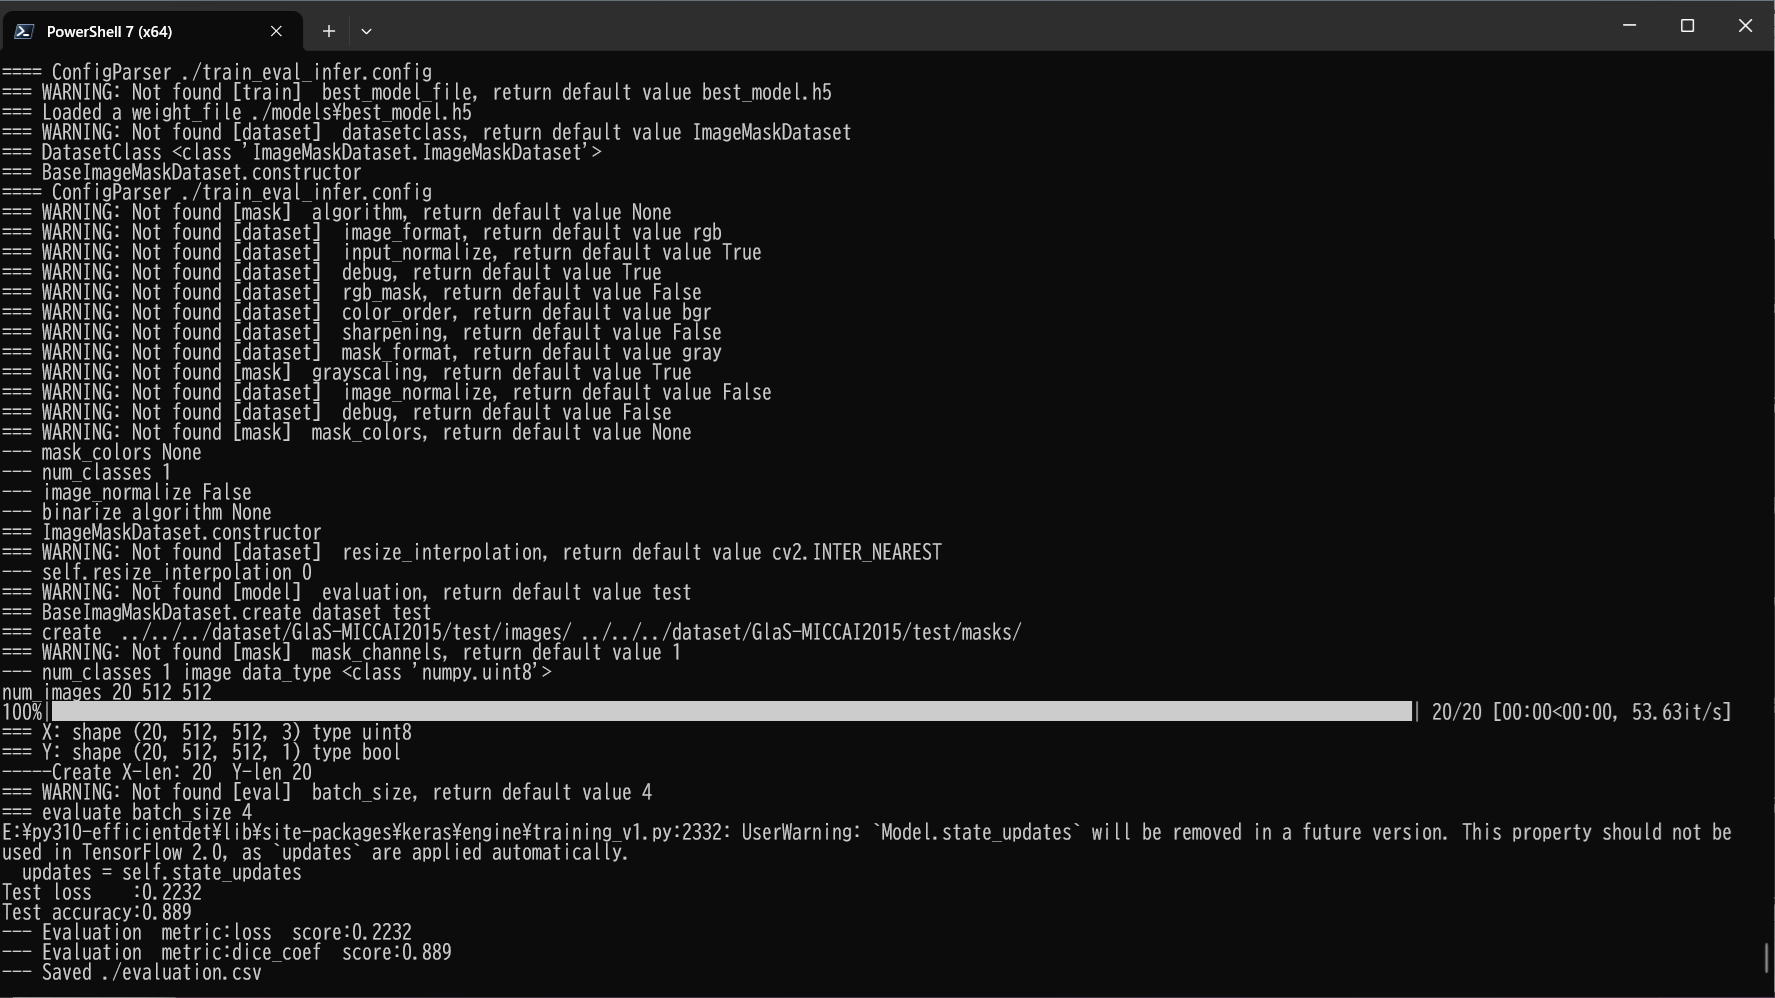 PowerShell 7 (x64)
==== ConfigParser ./train_eval_infer.config
=== WARNING: Not found [train]  best_model_file, return default value best_model.h5
=== Loaded a weight_file ./models¥best_model.h5
=== WARNING: Not found [dataset]  datasetclass, return default value ImageMaskDataset
=== DatasetClass <class 'ImageMaskDataset.ImageMaskDataset'>
=== BaseImageMaskDataset.constructor
==== ConfigParser ./train_eval_infer.config
=== WARNING: Not found [mask]  algorithm, return default value None
=== WARNING: Not found [dataset]  image_format, return default value rgb
=== WARNING: Not found [dataset]  input_normalize, return default value True
=== WARNING: Not found [dataset]  debug, return default value True
=== WARNING: Not found [dataset]  rgb_mask, return default value False
=== WARNING: Not found [dataset]  color_order, return default value bgr
=== WARNING: Not found [dataset]  sharpening, return default value False
=== WARNING: Not found [dataset]  mask_format, return default value gray
=== WARNING: Not found [mask]  grayscaling, return default value True
=== WARNING: Not found [dataset]  image_normalize, return default value False
=== WARNING: Not found [dataset]  debug, return default value False
=== WARNING: Not found [mask]  mask_colors, return default value None
--- mask_colors None
--- num_classes 1
--- image_normalize False
--- binarize algorithm None
=== ImageMaskDataset.constructor
=== WARNING: Not found [dataset]  resize_interpolation, return default value cv2.INTER_NEAREST
--- self.resize_interpolation 0
=== WARNING: Not found [model]  evaluation, return default value test
=== BaseImagMaskDataset.create dataset test
=== create  ../../../dataset/GlaS-MICCAI2015/test/images/ ../../../dataset/GlaS-MICCAI2015/test/masks/
=== WARNING: Not found [mask]  mask_channels, return default value 1
--- num_classes 1 image data_type <class 'numpy.uint8'>
num_images 20 512 512
100%| | 20/20 [00:00<00:00, 53.63it/s]
=== X: shape (20, 512, 512, 3) type uint8
=== Y: shape (20, 512, 512, 1) type bool
-----Create X-len: 20  Y-len 20
=== WARNING: Not found [eval]  batch_size, return default value 4
=== evaluate batch_size 4
E:¥py310-efficientdet¥lib¥site-packages¥keras¥engine¥training_v1.py:2332: UserWarning: `Model.state_updates` will be removed in a future version. This property should not be
used in TensorFlow 2.0, as `updates` are applied automatically.
  updates = self.state_updates
Test loss    :0.2232
Test accuracy:0.889
--- Evaluation  metric:loss  score:0.2232
--- Evaluation  metric:dice_coef  score:0.889
--- Saved ./evaluation.csv